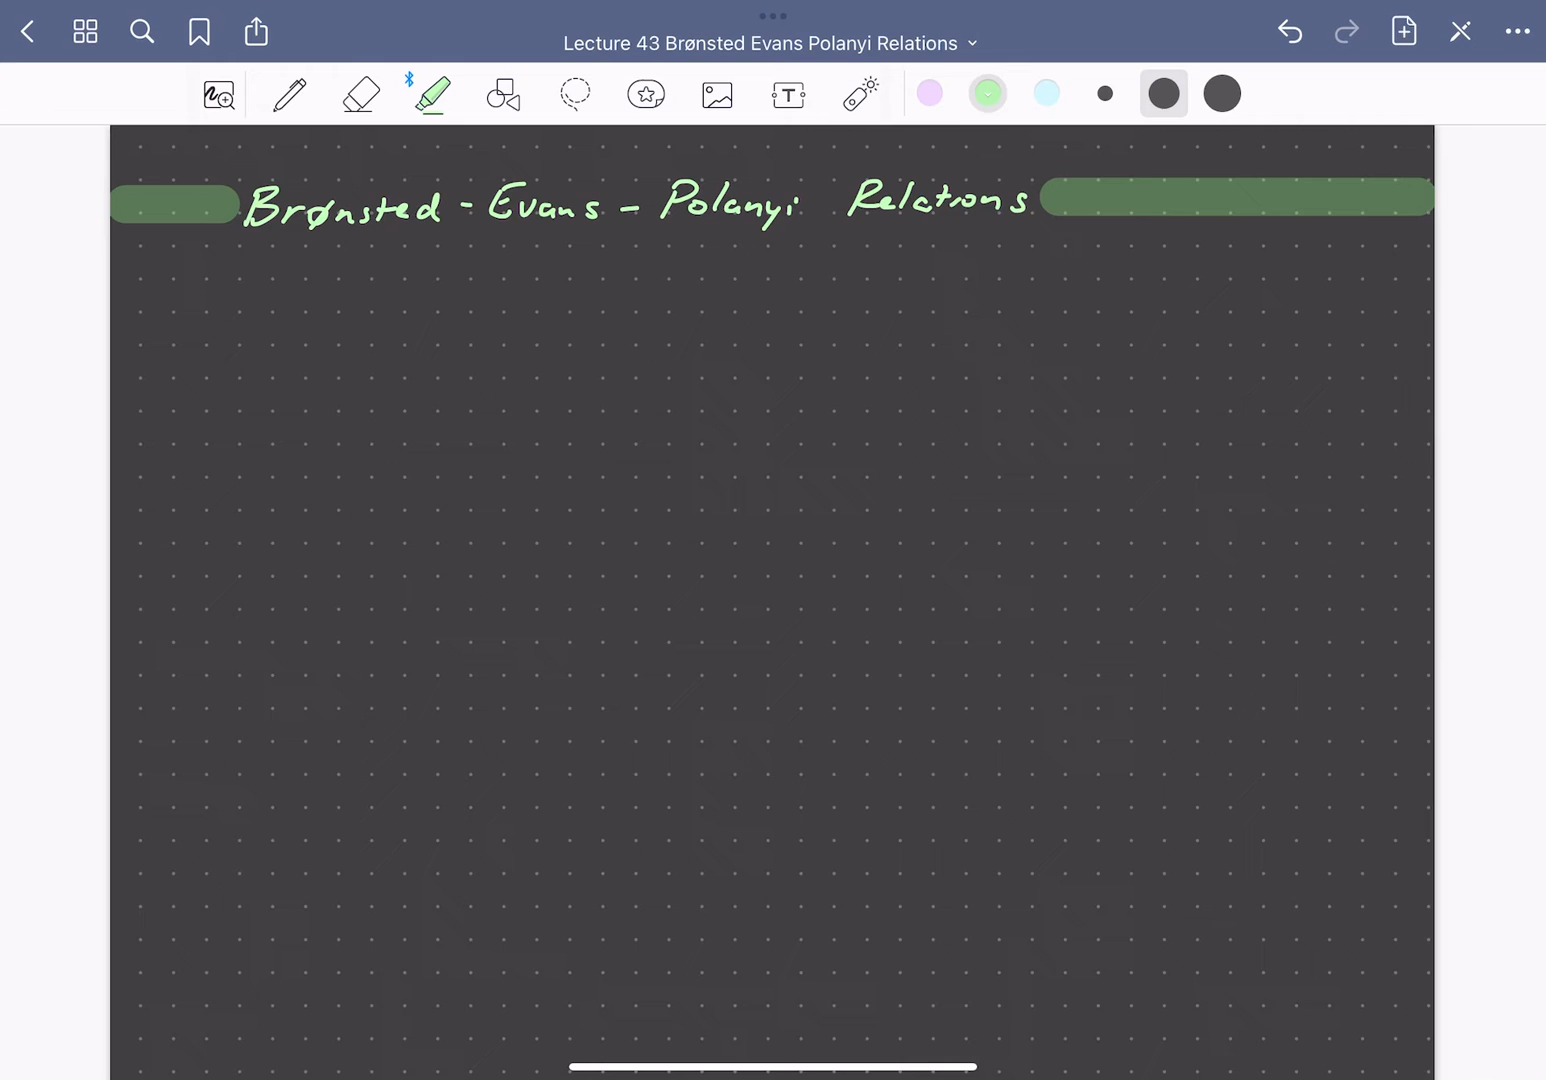 Lecture 43 Brønsted Evans Polanyi Relations
T
Brønsted - Evans - Polanyi Relations